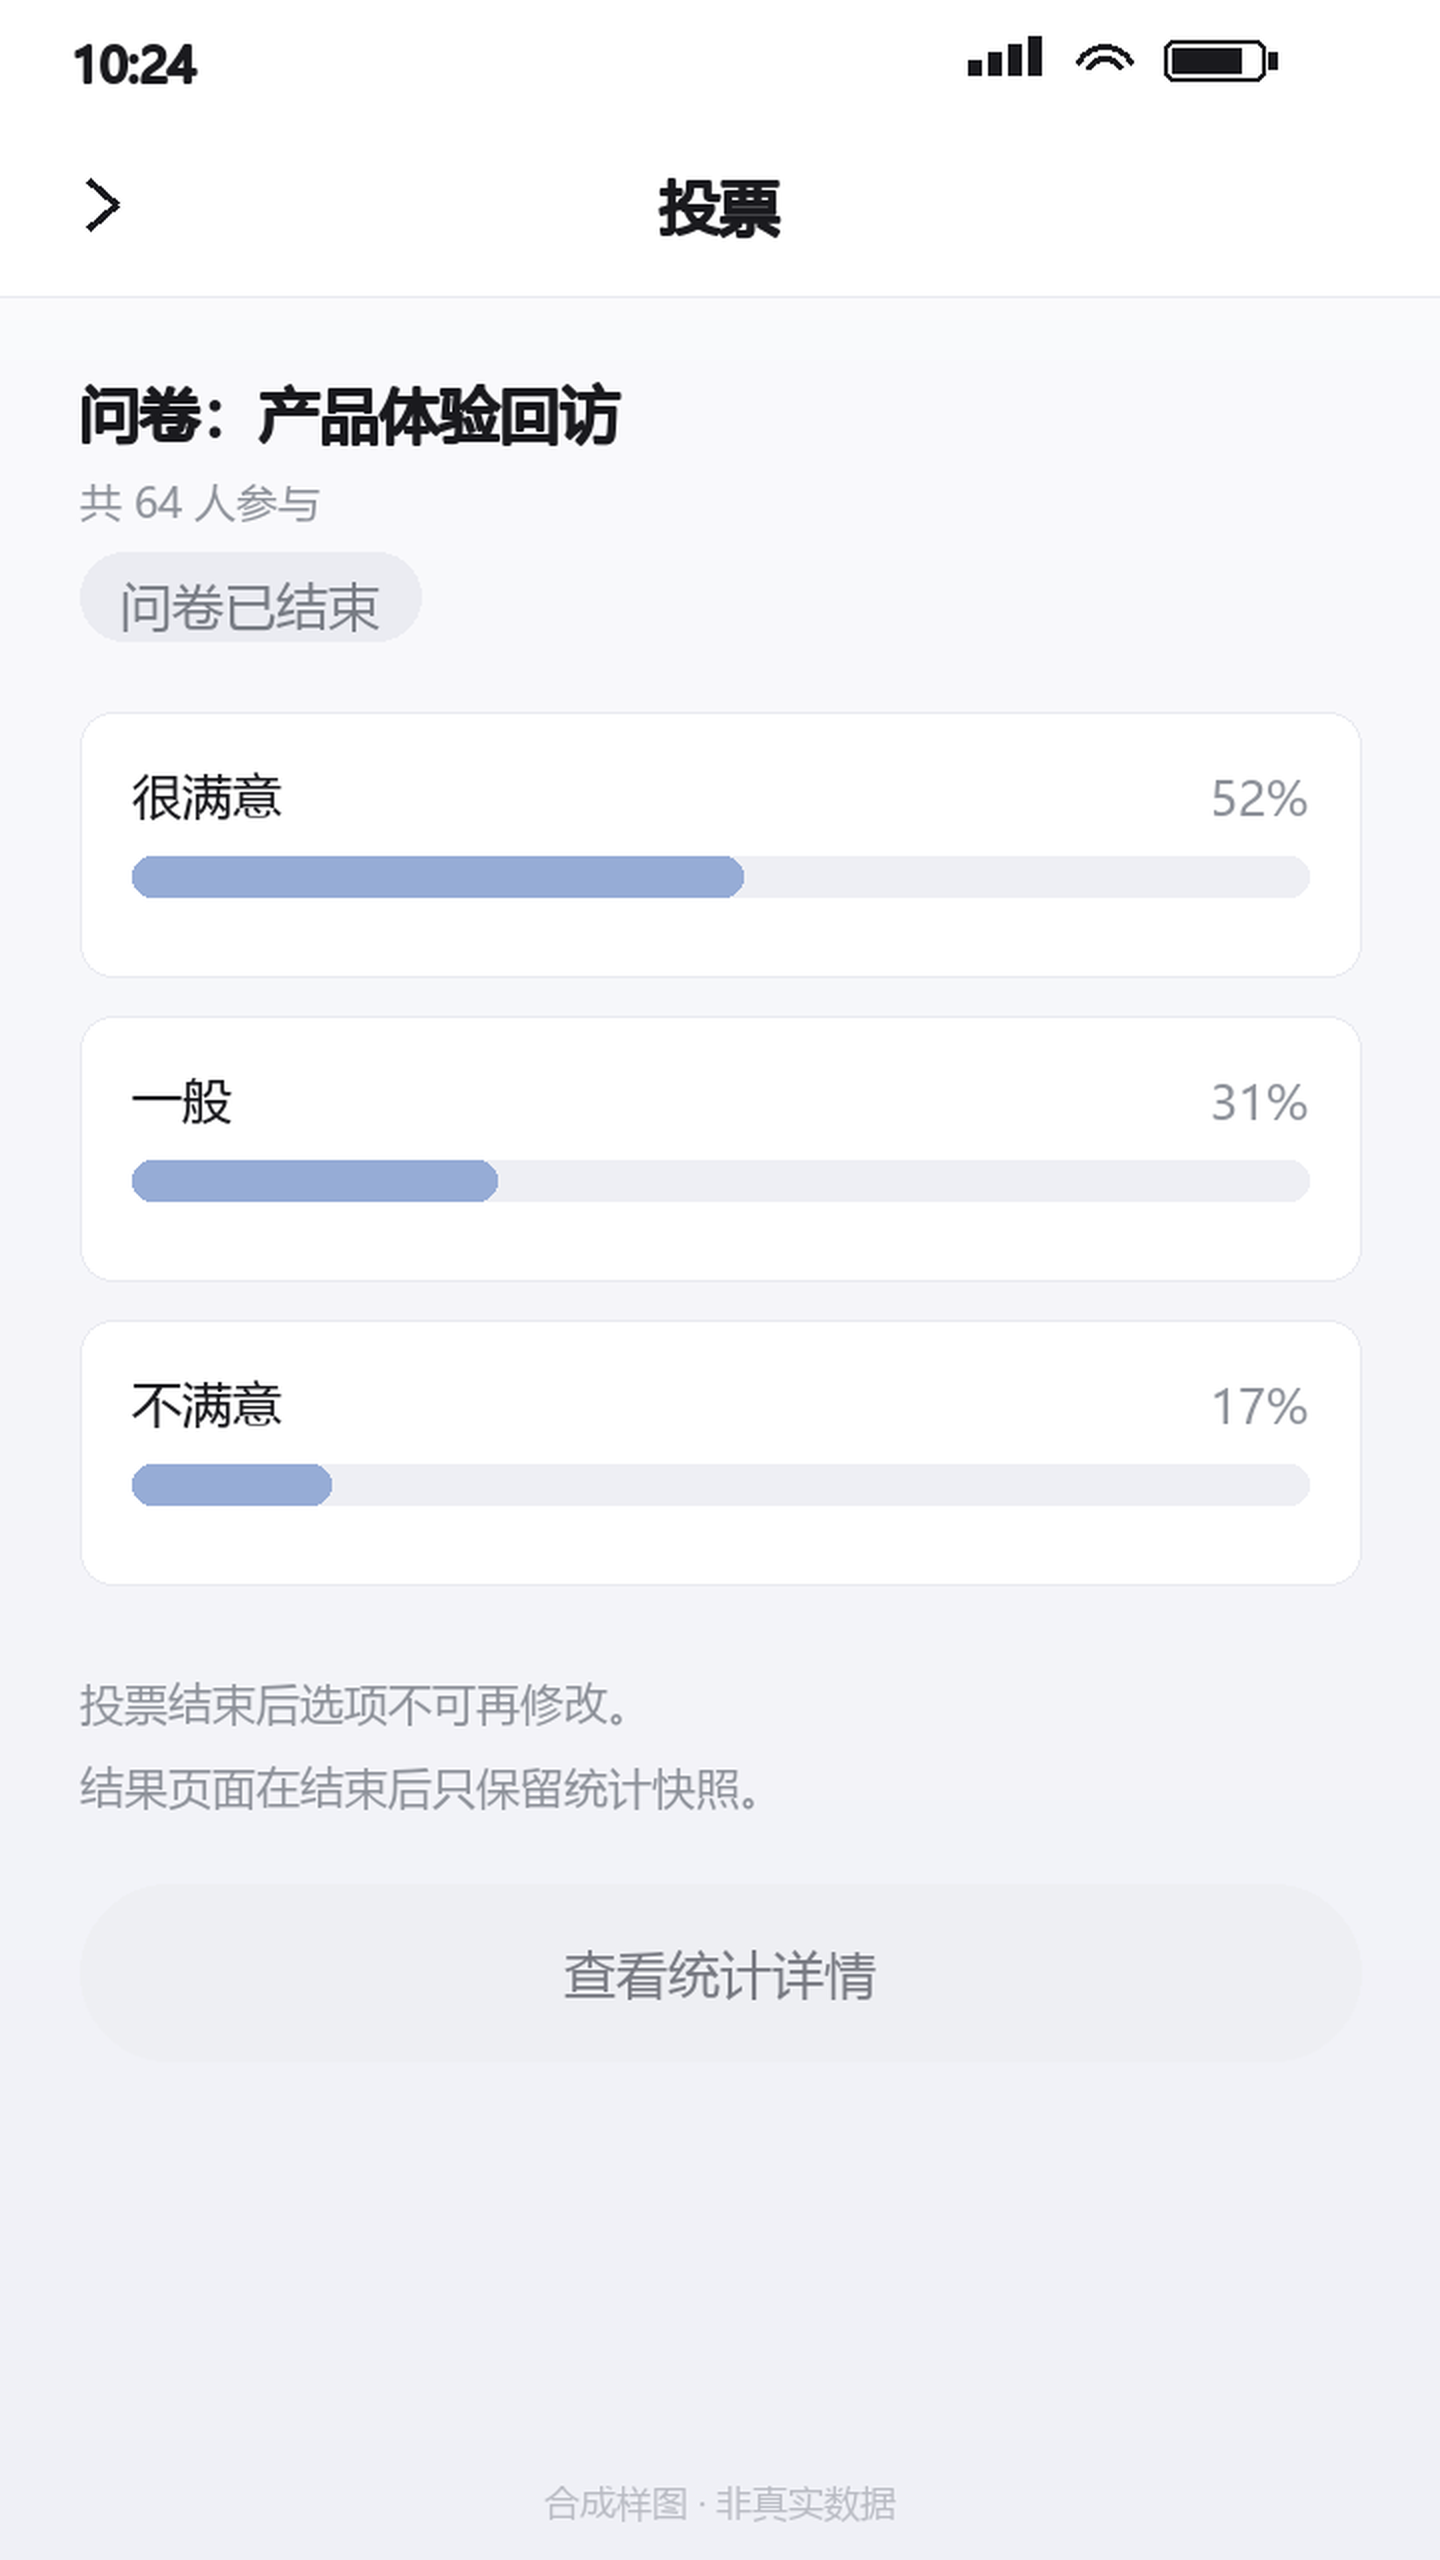 10:24
投票
问卷：产品体验回访
共 64 人参与
问卷已结束
很满意 52%
一般 31%
不满意 17%
投票结束后选项不可再修改。
结果页面在结束后只保留统计快照。
查看统计详情
合成样图 · 非真实数据